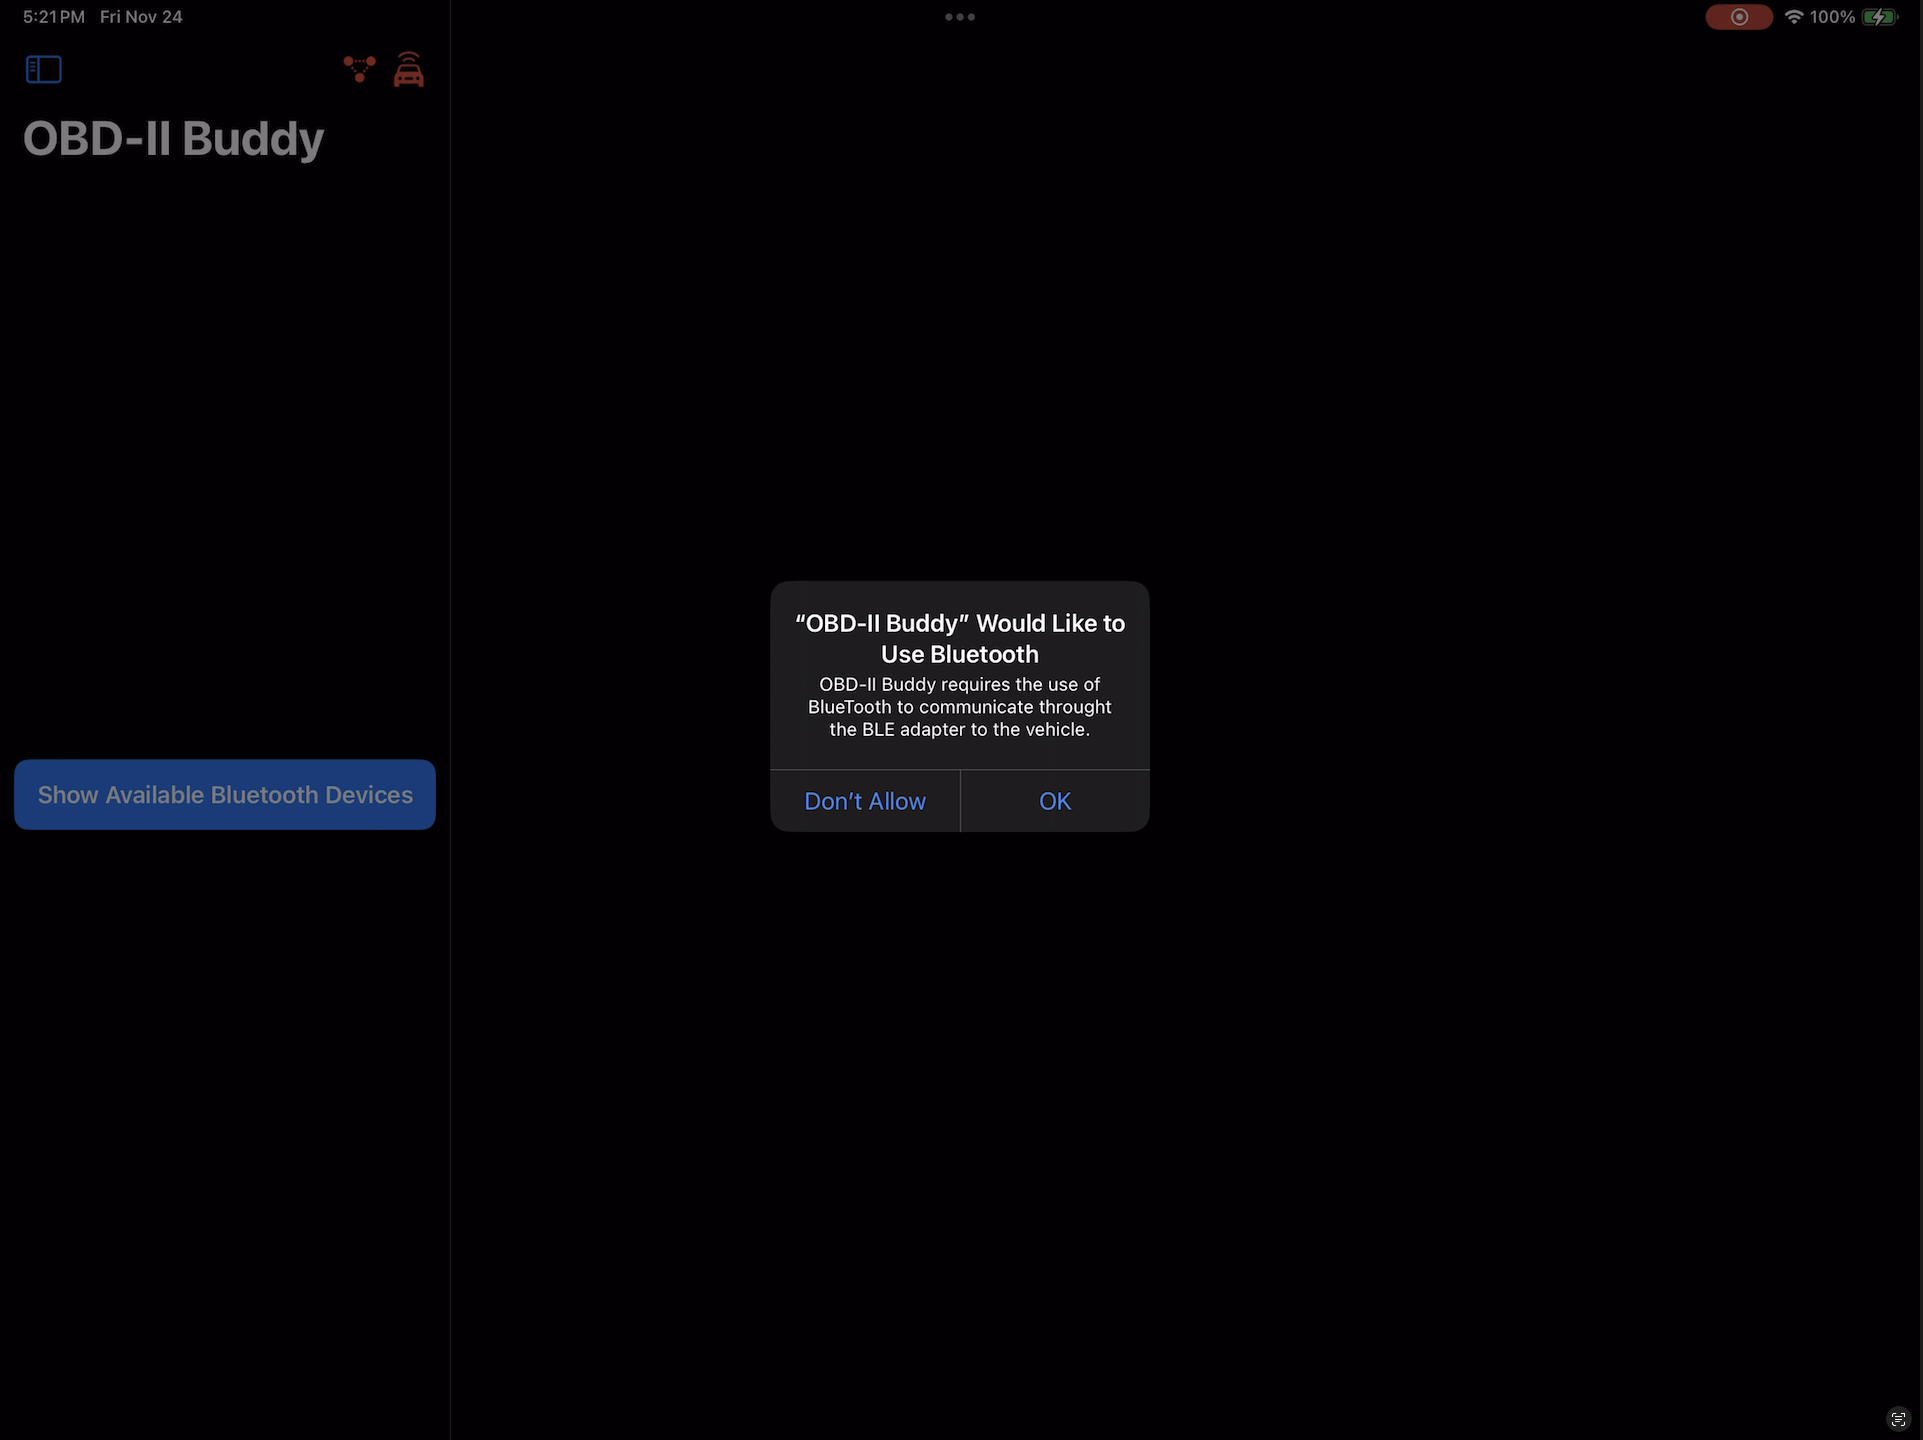 5:21 PM Fri Nov 24
100%
OBD-II Buddy
“OBD-II Buddy” Would Like to
Use Bluetooth
OBD-II Buddy requires the use of
BlueTooth to communicate throught
the BLE adapter to the vehicle.
Show Available Bluetooth Devices
Don’t Allow
OK